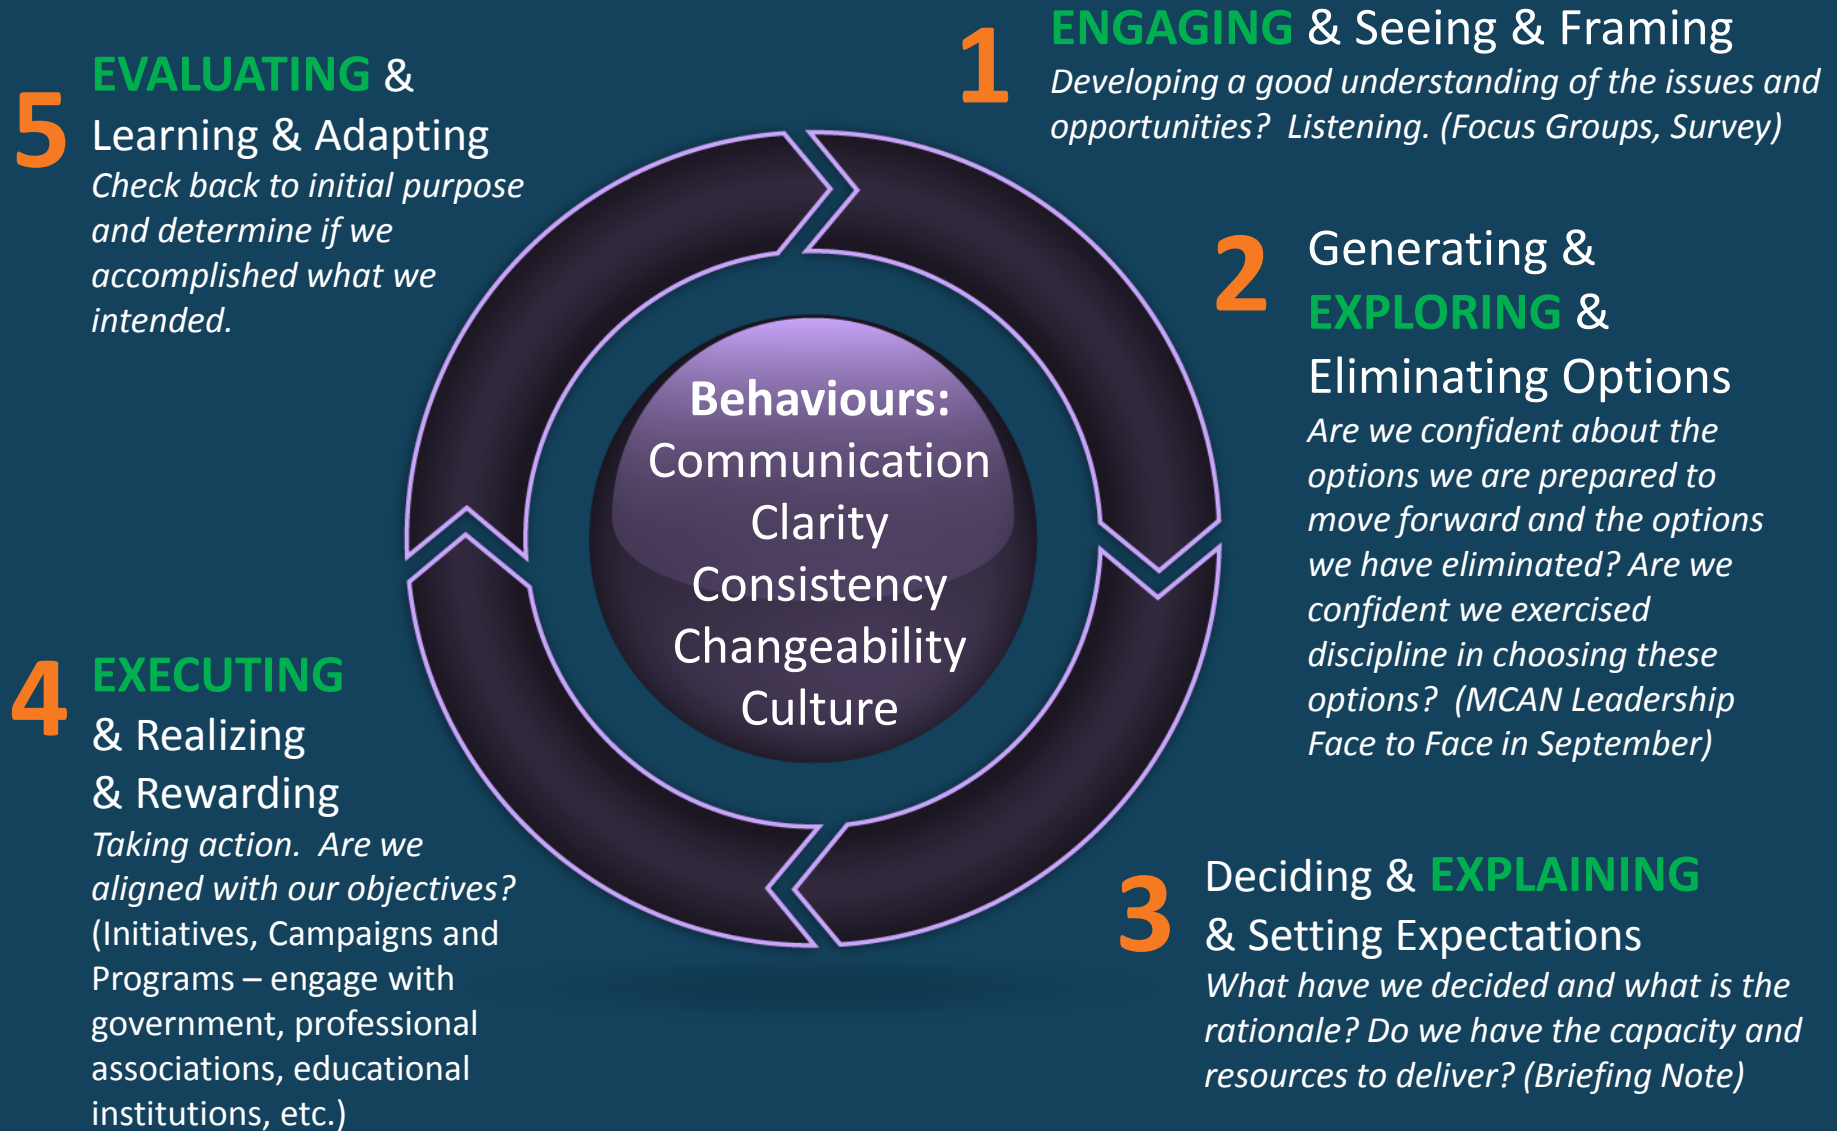 1
ENGAGING & Seeing & Framing
Developing a good understanding of the issues and
opportunities? Listening. (Focus Groups, Survey)
2
Generating &
EXPLORING &
Eliminating Options
Are we confident about the
options we are prepared to
move forward and the options
we have eliminated? Are we
confident we exercised
discipline in choosing these
options? (MCAN Leadership
Face to Face in September)
3
Deciding & EXPLAINING
& Setting Expectations
What have we decided and what is the
rationale? Do we have the capacity and
resources to deliver? (Briefing Note)
4
EXECUTING
& Realizing
& Rewarding
Taking action. Are we
aligned with our objectives?
(Initiatives, Campaigns and
Programs – engage with
government, professional
associations, educational
institutions, etc.)
5
EVALUATING &
Learning & Adapting
Check back to initial purpose
and determine if we
accomplished what we
intended.
Behaviours:
Communication
Clarity
Consistency
Changeability
Culture